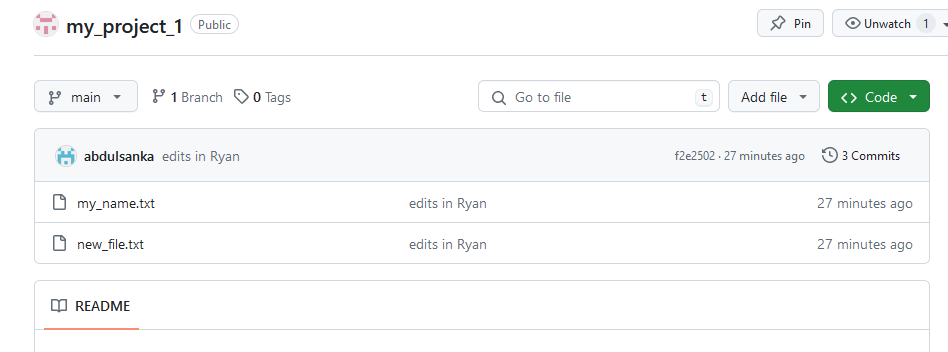 my_project_1 Public Pin Unwatch 1
main 1 Branch 0 Tags Go to file t Add file Code
abdulsanka edits in Ryan f2e2502 · 27 minutes ago 3 Commits
my_name.txt edits in Ryan 27 minutes ago
new_file.txt edits in Ryan 27 minutes ago
README